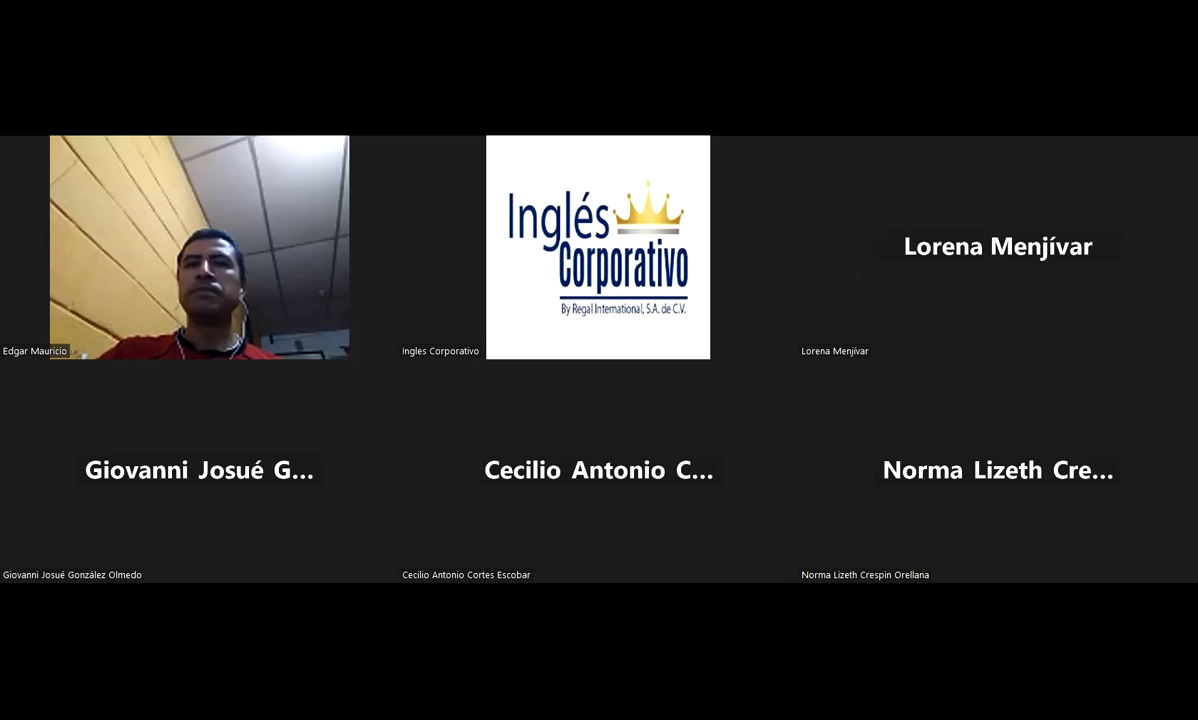 Inglés
Corporativo
By Regal International, S.A. de C.V.
Lorena Menjívar
Edgar Mauricio
Ingles Corporativo
Lorena Menjívar
Giovanni Josué G...
Cecilio Antonio C...
Norma Lizeth Cre...
Giovanni Josué González Olmedo
Cecilio Antonio Cortes Escobar
Norma Lizeth Crespin Orellana